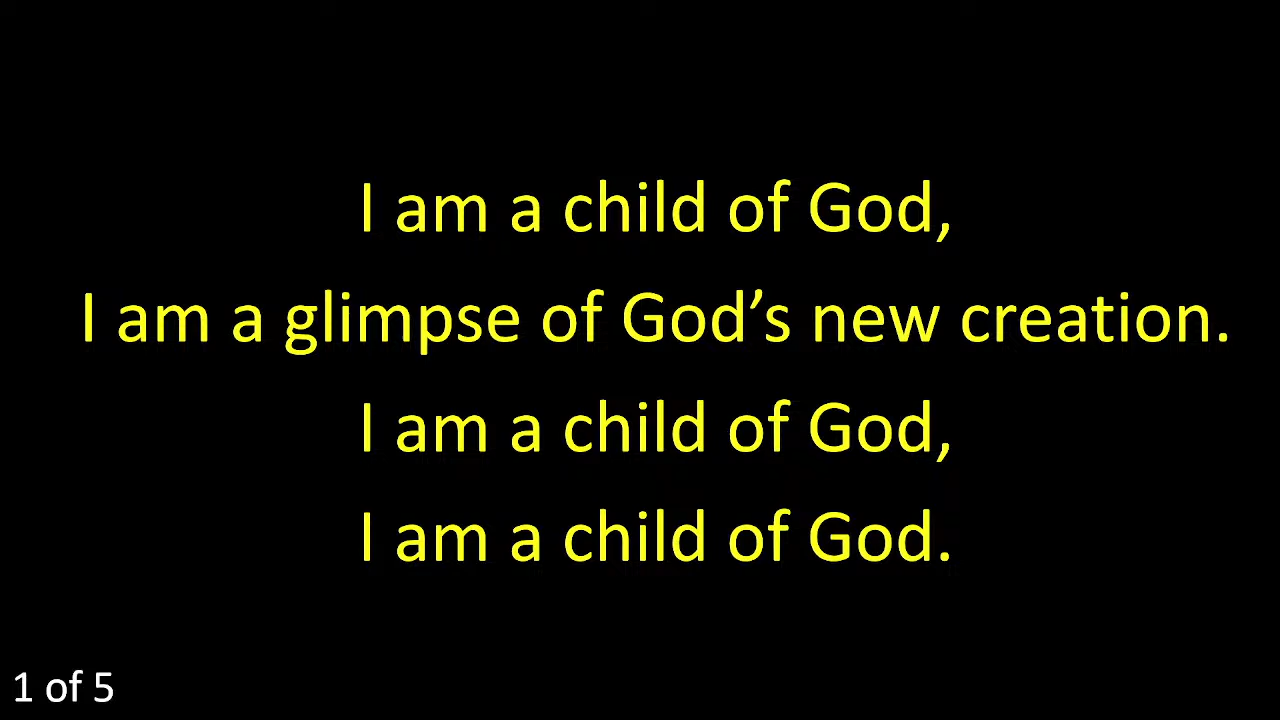 I am a child of God,
I am a glimpse of God’s new creation.
I am a child of God,
I am a child of God.
1 of 5